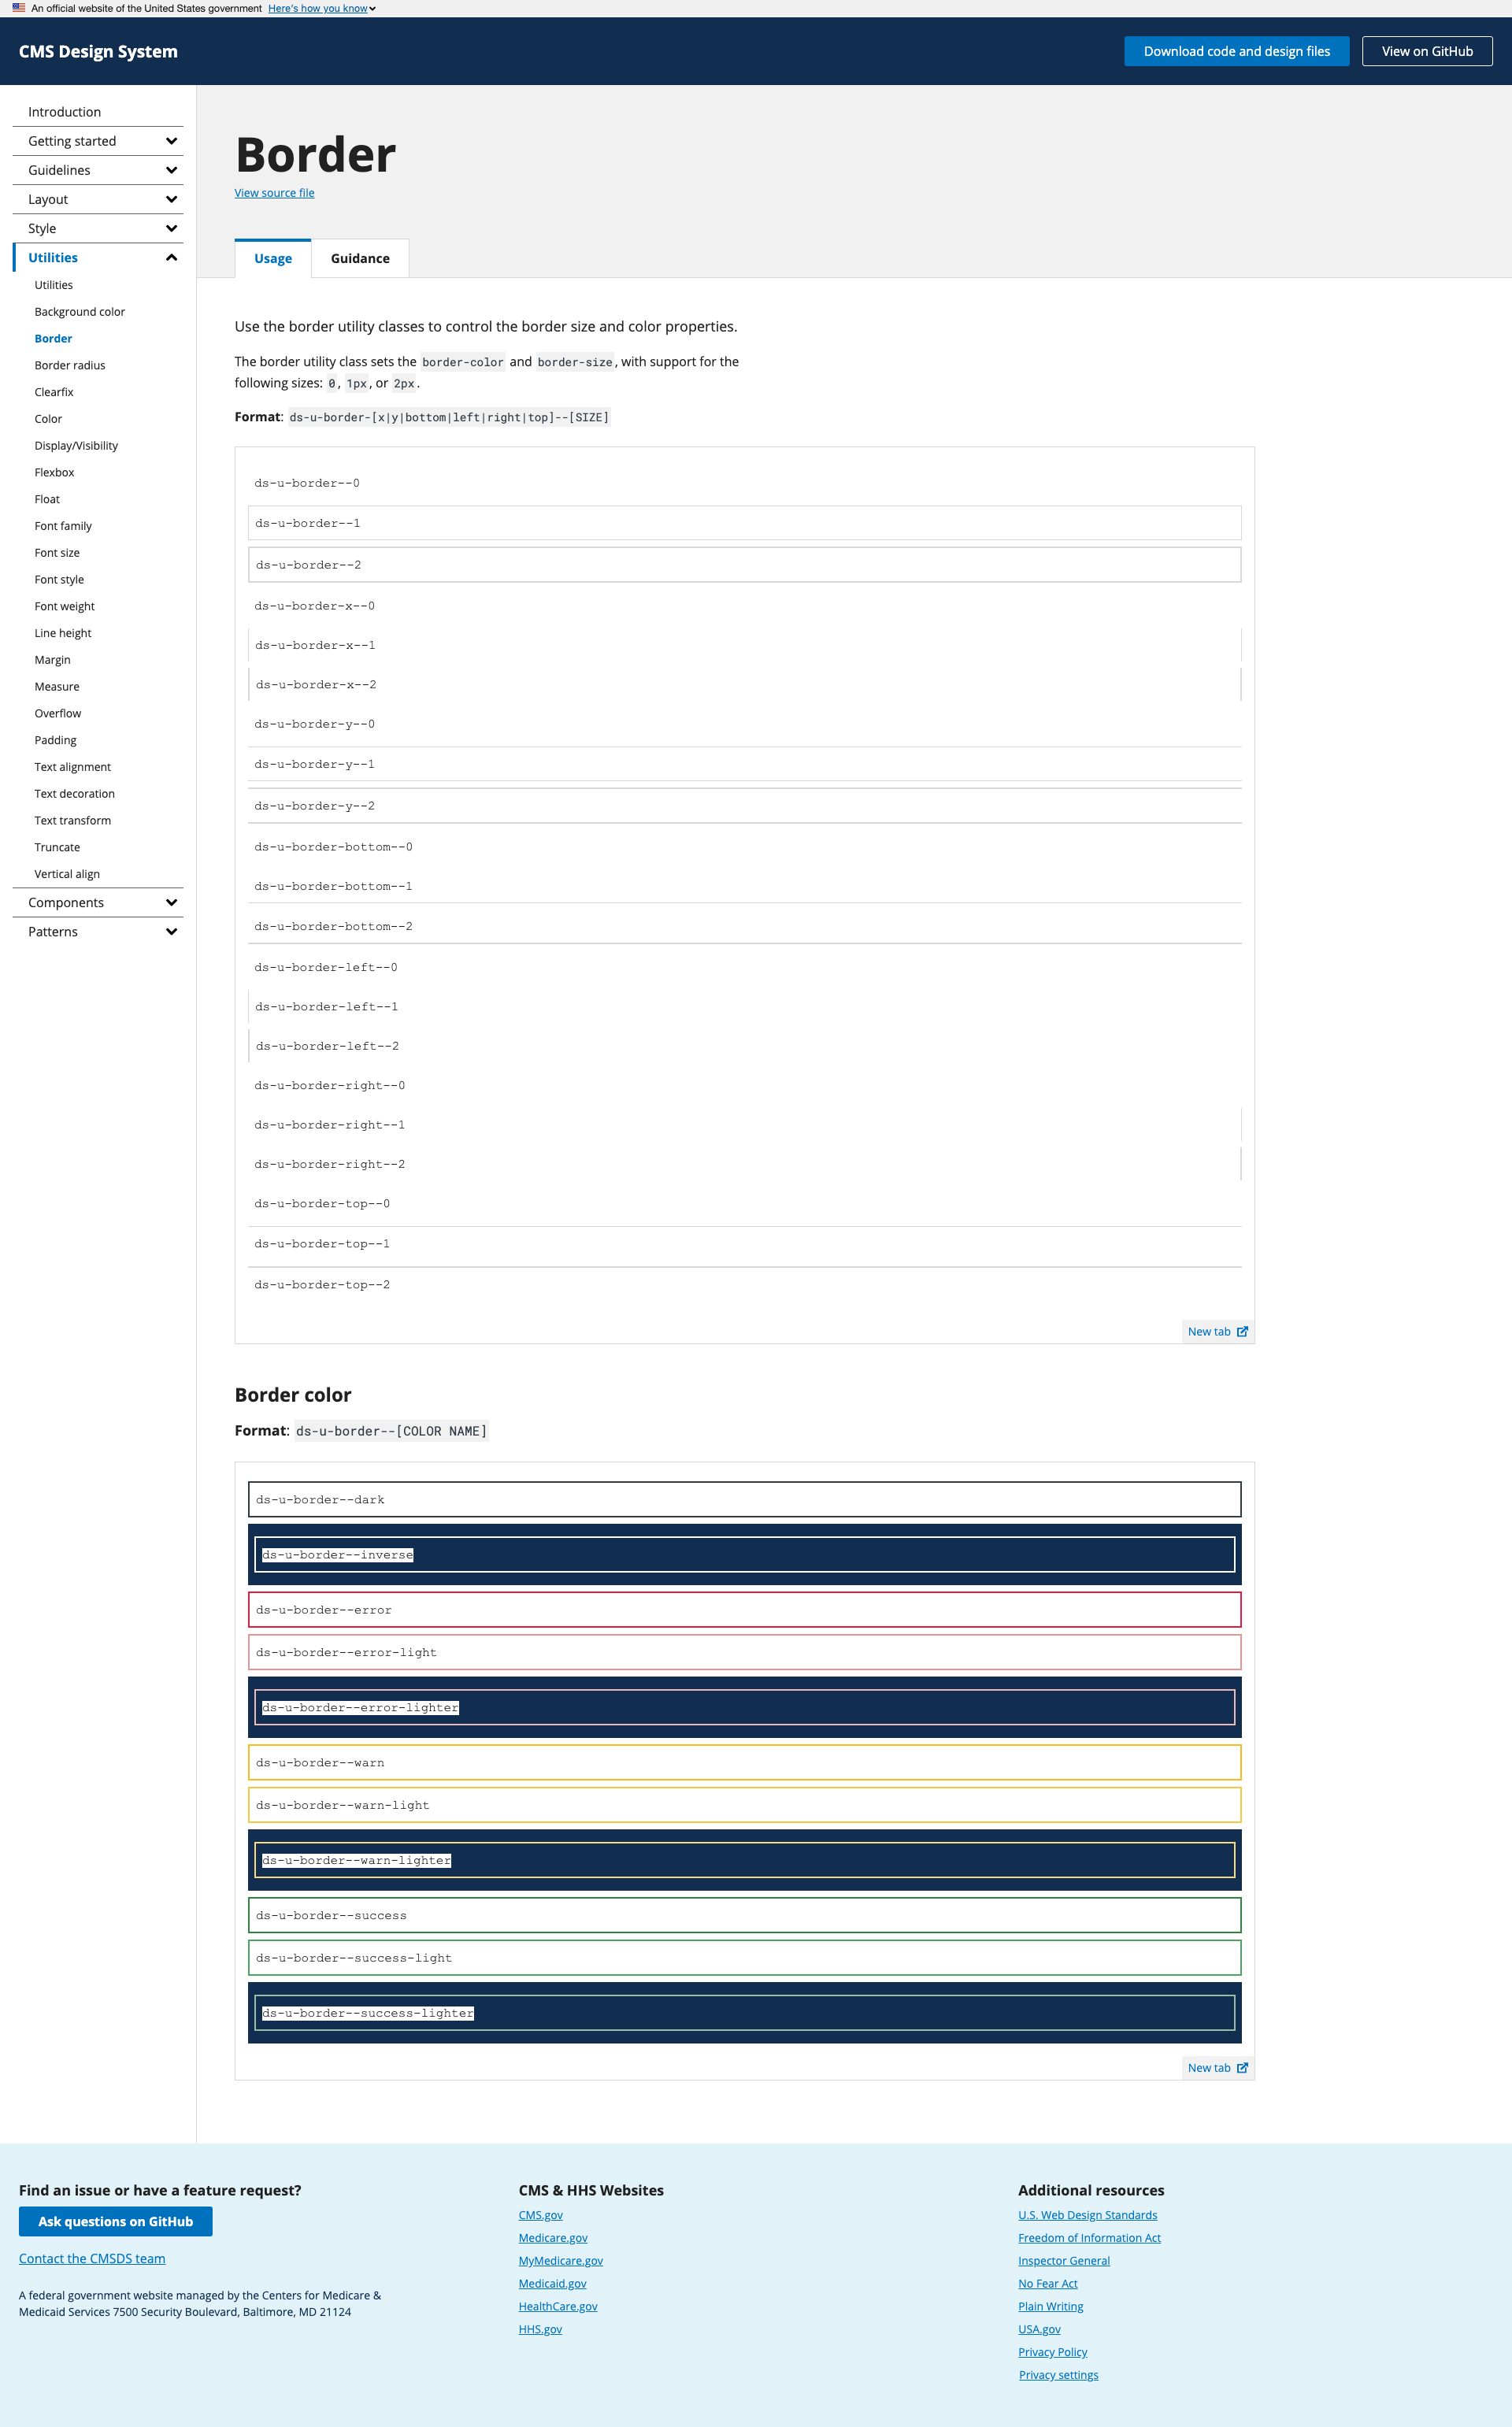 An official website of the United States government Here's how you know
CMS Design System
Download code and design files
View on GitHub
Introduction
Getting started
Guidelines
Layout
Style
Utilities
Utilities
Background color
Border
Border radius
Clearfix
Color
Display/Visibility
Flexbox
Float
Font family
Font size
Font style
Font weight
Line height
Margin
Measure
Overflow
Padding
Text alignment
Text decoration
Text transform
Truncate
Vertical align
Components
Patterns
Border
View source file
Usage
Guidance
Use the border utility classes to control the border size and color properties.
The border utility class sets the border-color and border-size, with support for the
following sizes: 0, 1px, or 2px.
Format: ds-u-border-[x|y|bottom|left|right|top]--[SIZE]
ds-u-border--0
ds-u-border--1
ds-u-border--2
ds-u-border-x--0
ds-u-border-x--1
ds-u-border-x--2
ds-u-border-y--0
ds-u-border-y--1
ds-u-border-y--2
ds-u-border-bottom--0
ds-u-border-bottom--1
ds-u-border-bottom--2
ds-u-border-left--0
ds-u-border-left--1
ds-u-border-left--2
ds-u-border-right--0
ds-u-border-right--1
ds-u-border-right--2
ds-u-border-top--0
ds-u-border-top--1
ds-u-border-top--2
New tab
Border color
Format: ds-u-border--[COLOR NAME]
ds-u-border--dark
ds-u-border--inverse
ds-u-border--error
ds-u-border--error-light
ds-u-border--error-lighter
ds-u-border--warn
ds-u-border--warn-light
ds-u-border--warn-lighter
ds-u-border--success
ds-u-border--success-light
ds-u-border--success-lighter
New tab
Find an issue or have a feature request?
Ask questions on GitHub
Contact the CMSDS team
A federal government website managed by the Centers for Medicare &
Medicaid Services 7500 Security Boulevard, Baltimore, MD 21124
CMS & HHS Websites
CMS.gov
Medicare.gov
MyMedicare.gov
Medicaid.gov
HealthCare.gov
HHS.gov
Additional resources
U.S. Web Design Standards
Freedom of Information Act
Inspector General
No Fear Act
Plain Writing
USA.gov
Privacy Policy
Privacy settings